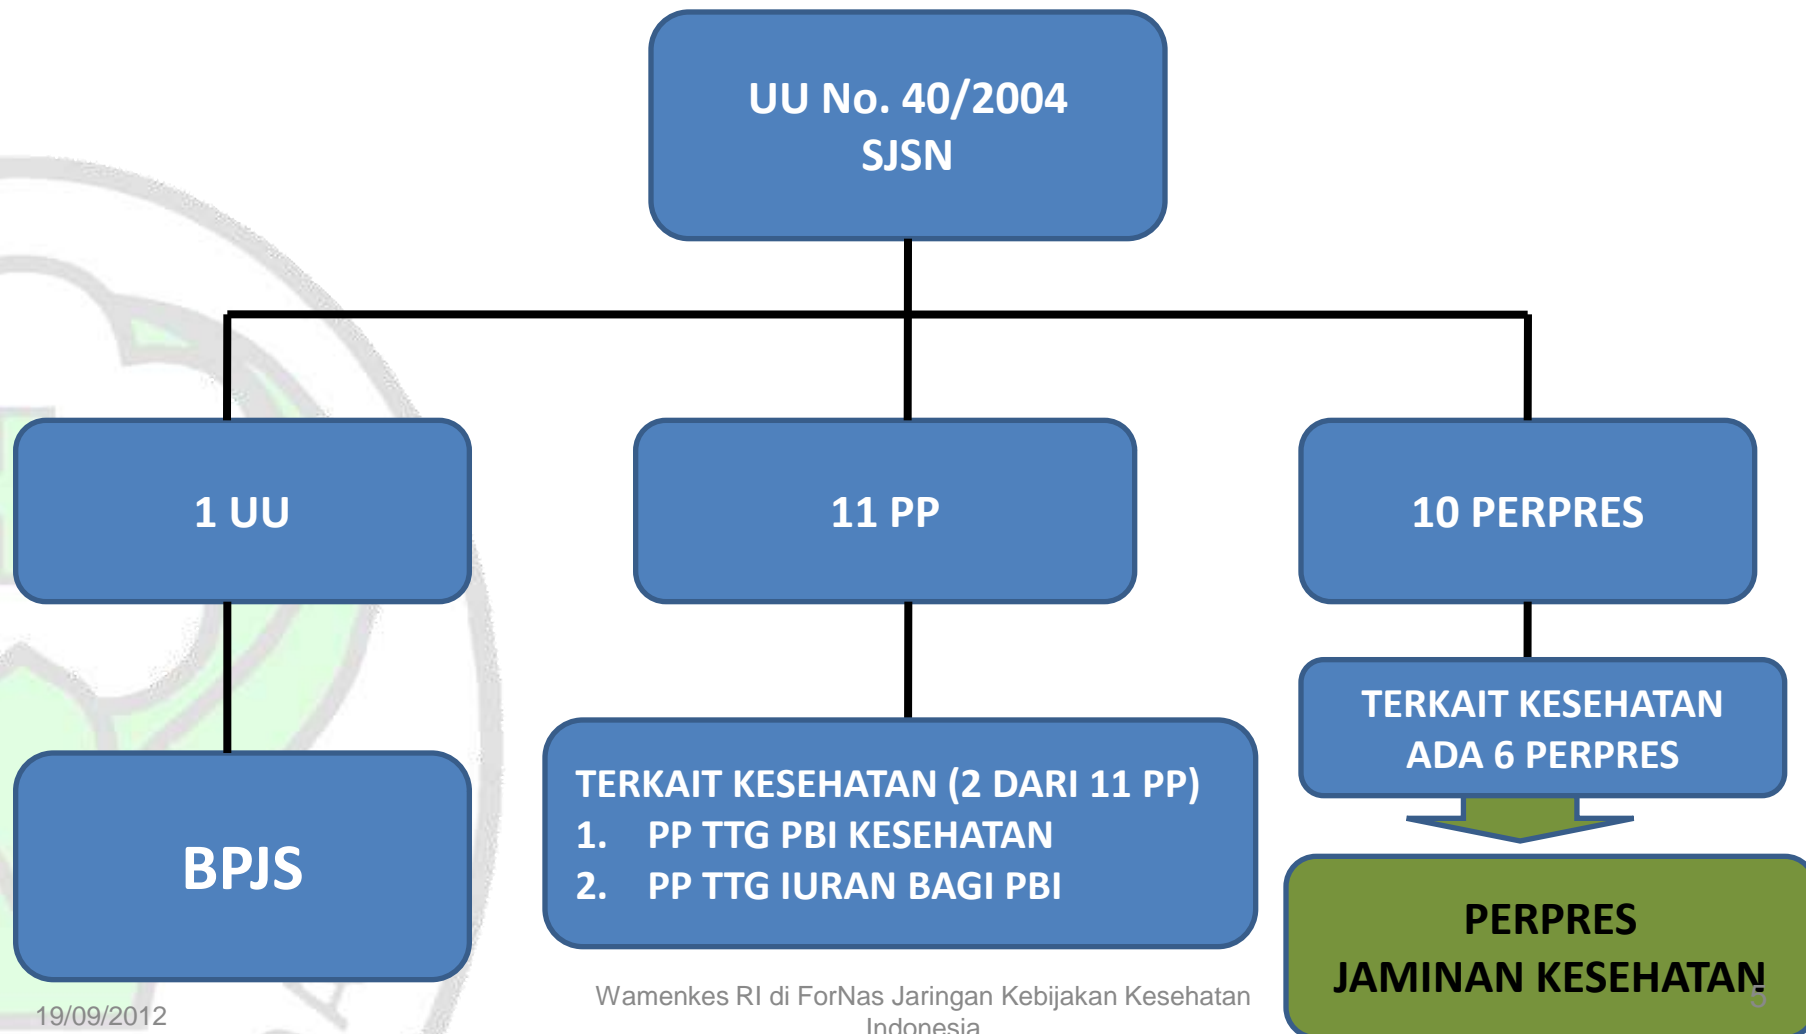 UU No. 40/2004
SJSN
1 UU
11 PP
10 PERPRES
BPJS
TERKAIT KESEHATAN (2 DARI 11 PP)
1. PP TTG PBI KESEHATAN
2. PP TTG IURAN BAGI PBI
TERKAIT KESEHATAN
ADA 6 PERPRES
PERPRES
JAMINAN KESEHATAN
19/09/2012
Wamenkes RI di ForNas Jaringan Kebijakan Kesehatan
Indonesia
5